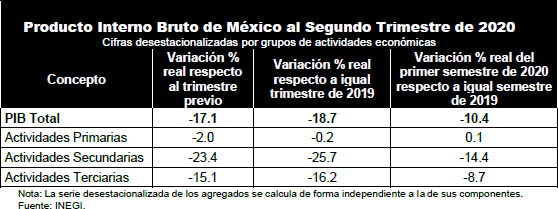 Producto Interno Bruto de México al Segundo Trimestre de 2020
Cifras desestacionalizadas por grupos de actividades económicas
Concepto
Variación %
real respecto
al trimestre
previo
Variación % real
respecto a igual
trimestre de 2019
Variación % real del
primer semestre de 2020
respecto a igual semestre
de 2019
PIB Total -17.1 -18.7 -10.4
Actividades Primarias -2.0 -0.2 0.1
Actividades Secundarias -23.4 -25.7 -14.4
Actividades Terciarias -15.1 -16.2 -8.7
Nota: La serie desestacionalizada de los agregados se calcula de forma independiente a la de sus componentes.
Fuente: INEGI.